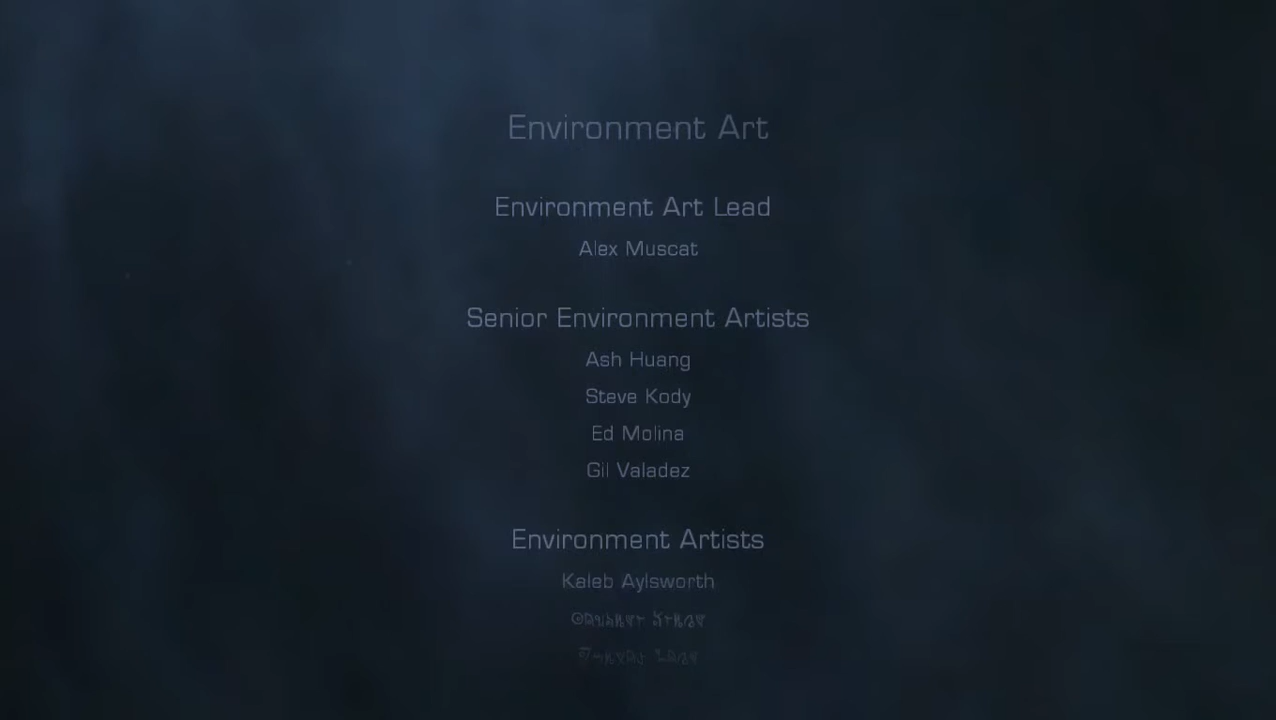 Environment Art
Environment Art Lead
Alex Muscat
Senior Environment Artists
Ash Huang
Steve Kody
Ed Molina
Gil Valadez
Environment Artists
Kaleb Aylsworth